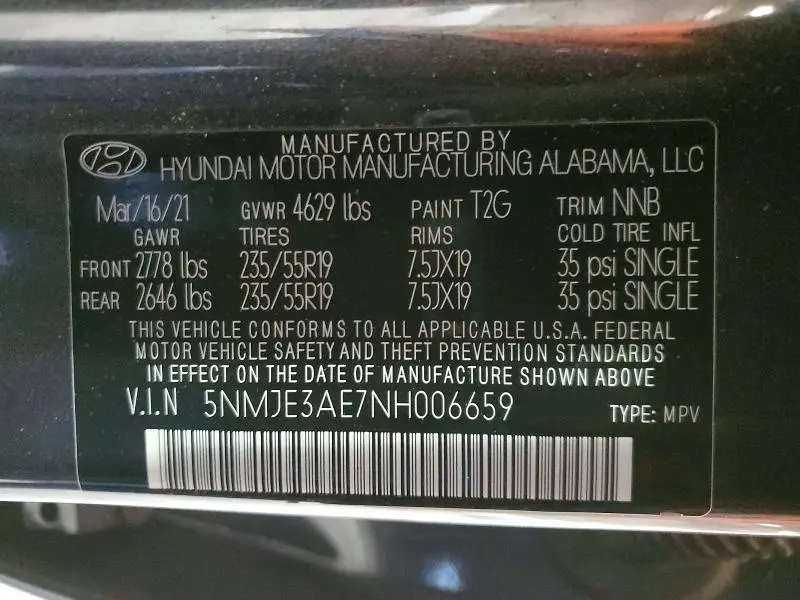 MANUFACTURED BY
HYUNDAI MOTOR MANUFACTURING ALABAMA, LLC
Mar/16/21 GVWR 4629 lbs PAINT T2G TRIM NNB
GAWR TIRES RIMS COLD TIRE INFL
FRONT 2778 lbs 235/55R19 7.5JX19 35 psi SINGLE
REAR 2646 lbs 235/55R19 7.5JX19 35 psi SINGLE
THIS VEHICLE CONFORMS TO ALL APPLICABLE U.S.A. FEDERAL
MOTOR VEHICLE SAFETY AND THEFT PREVENTION STANDARDS
IN EFFECT ON THE DATE OF MANUFACTURE SHOWN ABOVE
V.I.N 5NMJE3AE7NH006659 TYPE: MPV